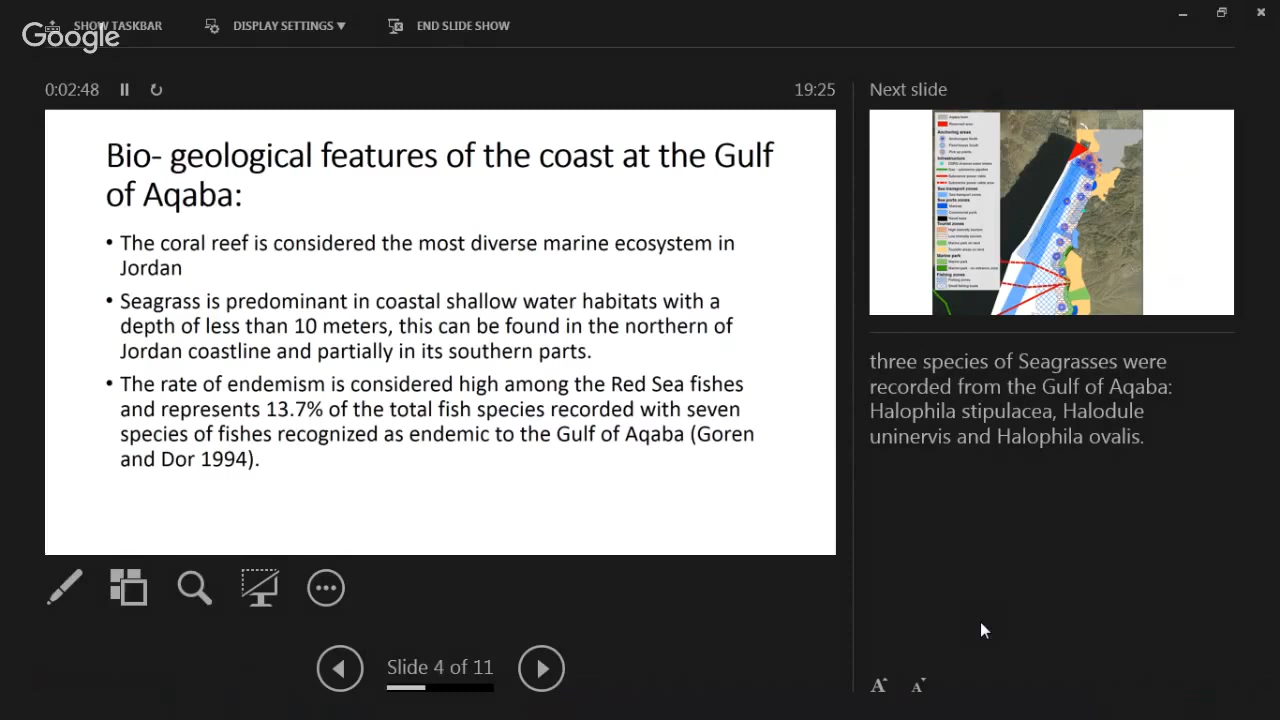 SHOW TASKBAR
DISPLAY SETTINGS ▼
END SLIDE SHOW
Google
0:02:48
19:25
Next slide
Bio- geological features of the coast at the Gulf
of Aqaba:
• The coral reef is considered the most diverse marine ecosystem in
Jordan
• Seagrass is predominant in coastal shallow water habitats with a
depth of less than 10 meters, this can be found in the northern of
Jordan coastline and partially in its southern parts.
• The rate of endemism is considered high among the Red Sea fishes
and represents 13.7% of the total fish species recorded with seven
species of fishes recognized as endemic to the Gulf of Aqaba (Goren
and Dor 1994).
three species of Seagrasses were
recorded from the Gulf of Aqaba:
Halophila stipulacea, Halodule
uninervis and Halophila ovalis.
Slide 4 of 11
A
A